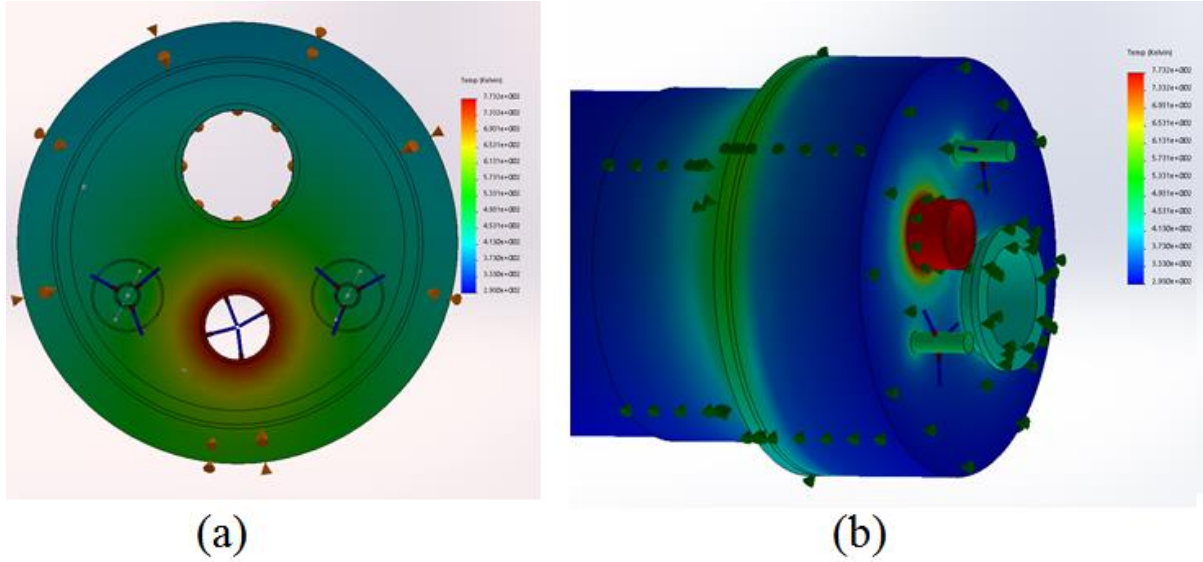 Temp (Kelvin)
7.732e+002
7.332e+002
6.931e+002
6.531e+002
6.131e+002
5.731e+002
5.331e+002
4.931e+002
4.531e+002
4.130e+002
3.730e+002
3.330e+002
2.930e+002
(a)
Temp (Kelvin)
7.732e+002
7.332e+002
6.931e+002
6.531e+002
6.131e+002
5.731e+002
5.331e+002
4.931e+002
4.531e+002
4.130e+002
3.730e+002
3.330e+002
2.930e+002
(b)